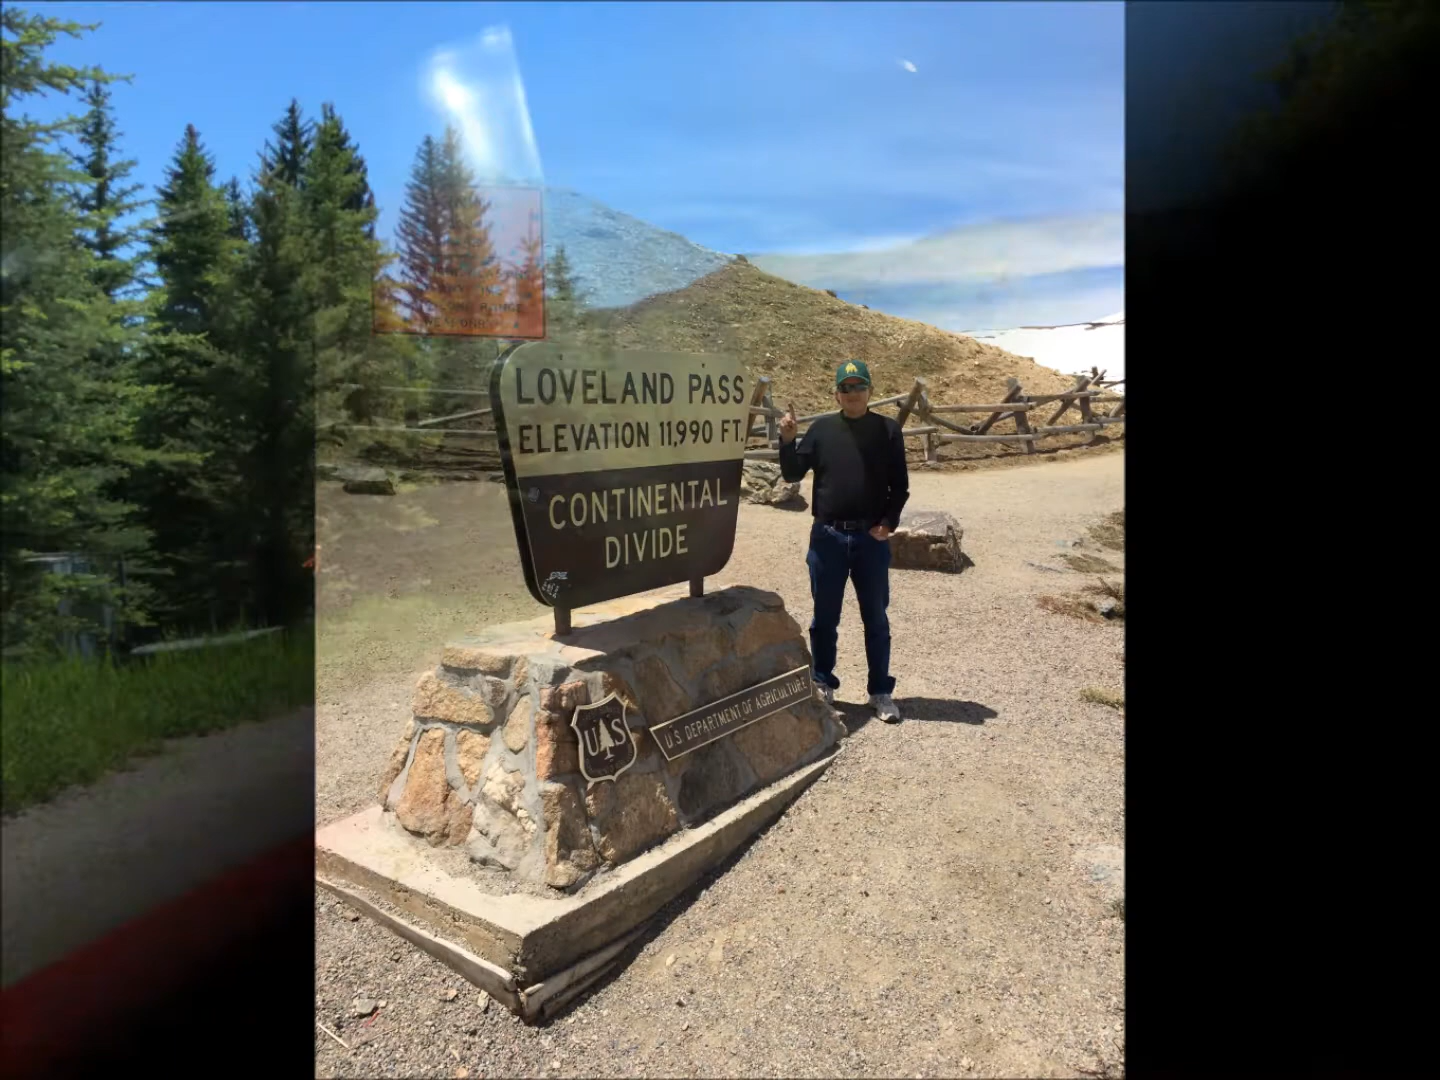 LOVELAND PASS
ELEVATION 11,990 FT.
CONTINENTAL
DIVIDE
US
U S DEPARTMENT OF AGRICULTURE